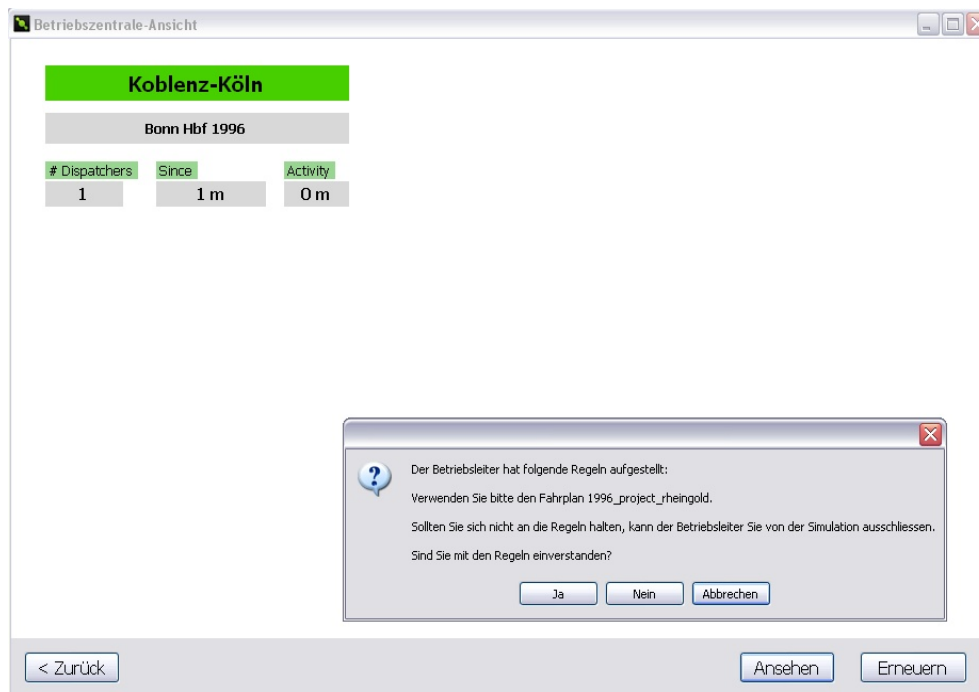 Betriebszentrale-Ansicht
Koblenz-Köln
Bonn Hbf 1996
# Dispatchers Since Activity
1 1 m 0 m
Der Betriebsleiter hat folgende Regeln aufgestellt:
Verwenden Sie bitte den Fahrplan 1996_project_rheingold.
Sollten Sie sich nicht an die Regeln halten, kann der Betriebsleiter Sie von der Simulation ausschliessen.
Sind Sie mit den Regeln einverstanden?
Ja Nein Abbrechen
< Zurück Ansehen Erneuern